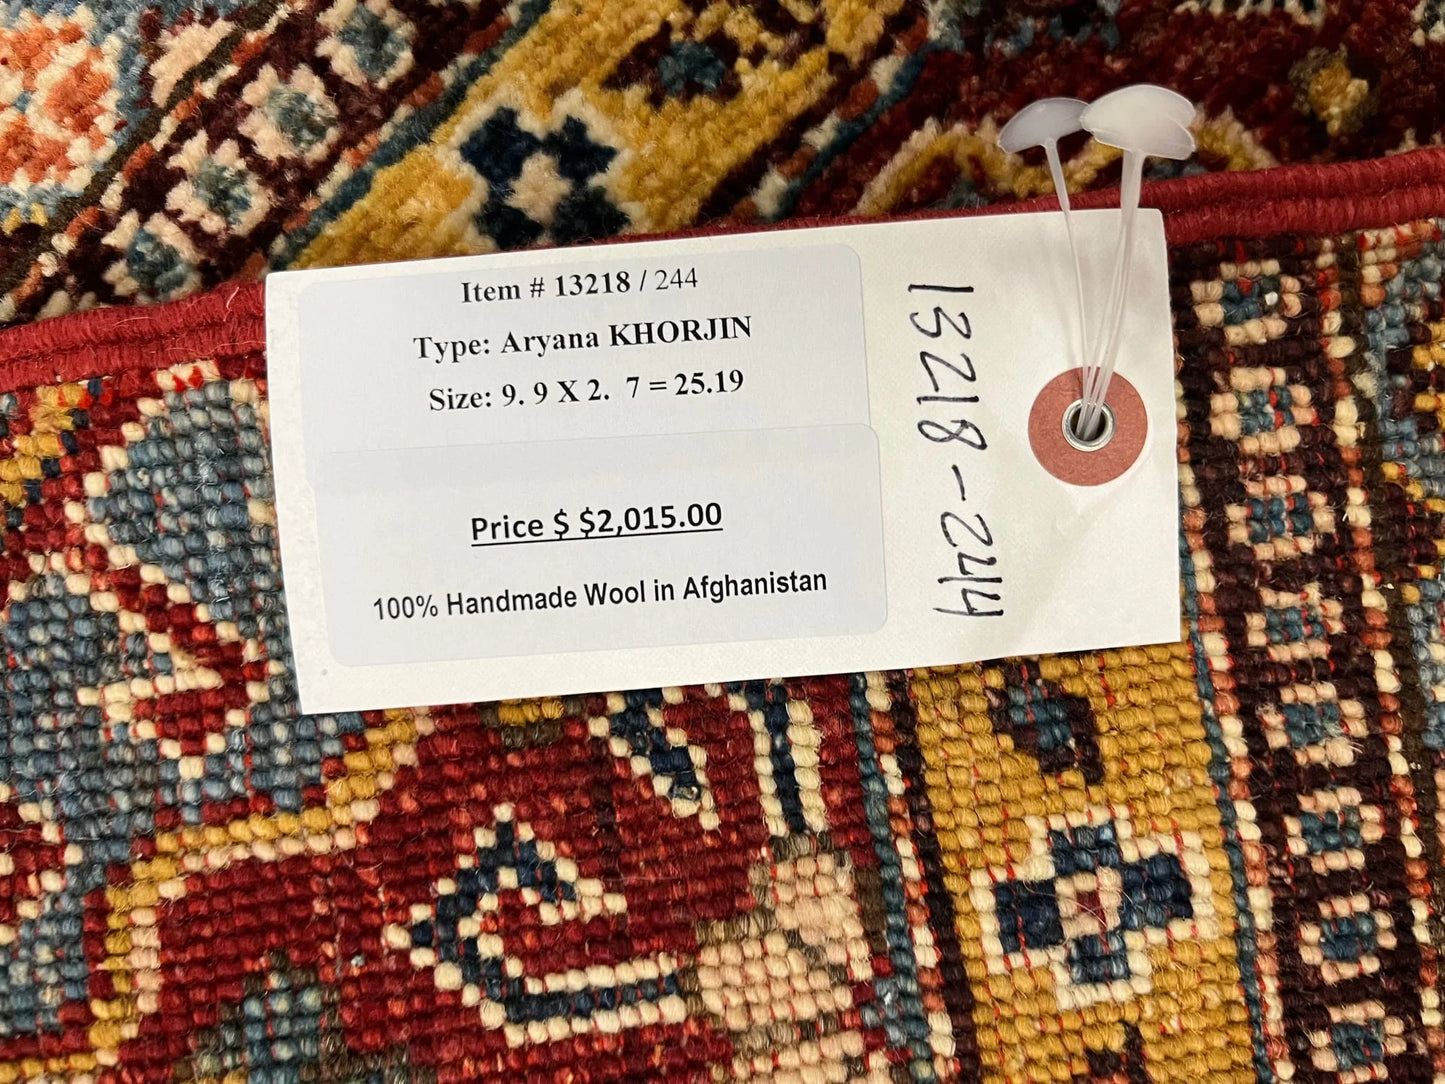 Item # 13218 / 244
Type: Aryana KHORJIN
Size: 9. 9 X 2.  7 = 25.19
Price $ $2,015.00
100% Handmade Wool in Afghanistan
13218-244